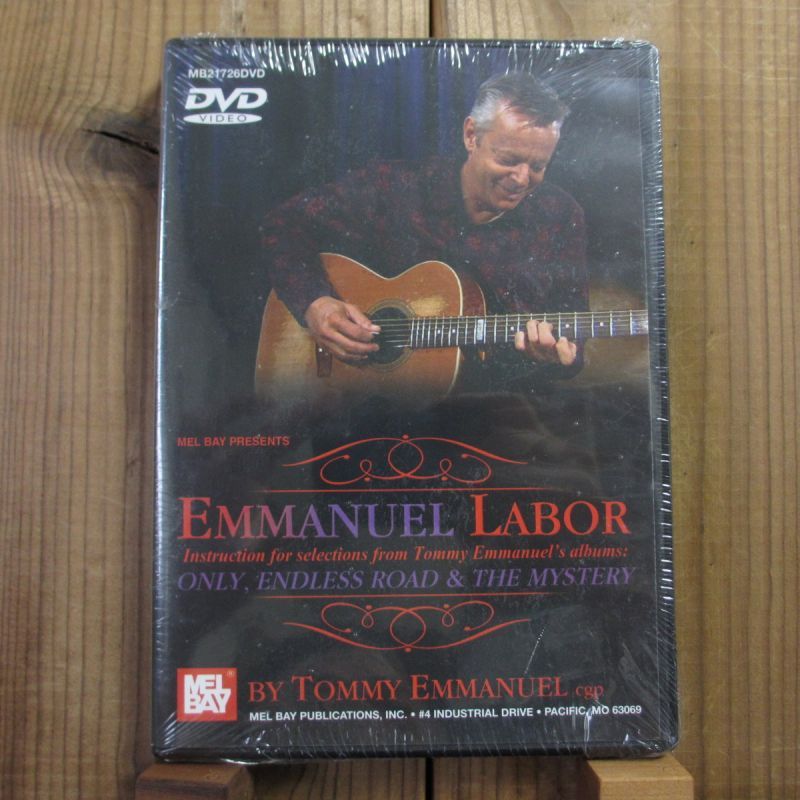 MB21726DVD
DVD
VIDEO
MEL BAY PRESENTS
EMMANUEL LABOR
Instruction for selections from Tommy Emmanuel's albums:
ONLY, ENDLESS ROAD & THE MYSTERY
MEL BAY®
BY TOMMY EMMANUEL cgp
MEL BAY PUBLICATIONS, INC. • #4 INDUSTRIAL DRIVE • PACIFIC, MO 63069